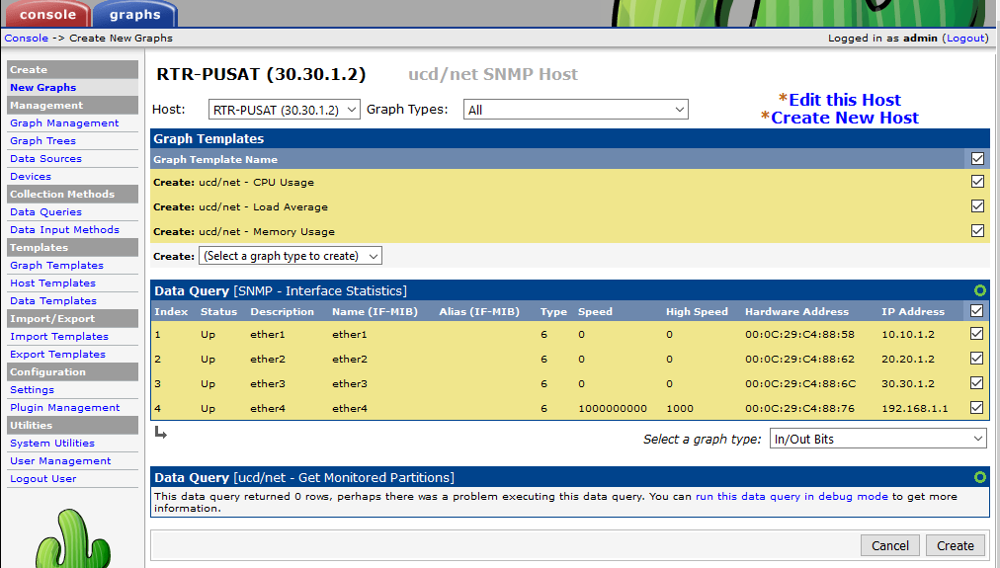 console graphs
Console -> Create New Graphs Logged in as admin (Logout)
Create
New Graphs
Management
Graph Management
Graph Trees
Data Sources
Devices
Collection Methods
Data Queries
Data Input Methods
Templates
Graph Templates
Host Templates
Data Templates
Import/Export
Import Templates
Export Templates
Configuration
Settings
Plugin Management
Utilities
System Utilities
User Management
Logout User
RTR-PUSAT (30.30.1.2) ucd/net SNMP Host
Host: RTR-PUSAT (30.30.1.2) Graph Types: All
*Edit this Host
*Create New Host
Graph Templates
Graph Template Name
Create: ucd/net - CPU Usage
Create: ucd/net - Load Average
Create: ucd/net - Memory Usage
Create: (Select a graph type to create)
Data Query [SNMP - Interface Statistics]
Index Status Description Name (IF-MIB) Alias (IF-MIB) Type Speed High Speed Hardware Address IP Address
1 Up ether1 ether1 6 0 0 00:0C:29:C4:88:58 10.10.1.2
2 Up ether2 ether2 6 0 0 00:0C:29:C4:88:62 20.20.1.2
3 Up ether3 ether3 6 0 0 00:0C:29:C4:88:6C 30.30.1.2
4 Up ether4 ether4 6 1000000000 1000 00:0C:29:C4:88:76 192.168.1.1
Select a graph type: In/Out Bits
Data Query [ucd/net - Get Monitored Partitions]
This data query returned 0 rows, perhaps there was a problem executing this data query. You can run this data query in debug mode to get more
information.
Cancel Create